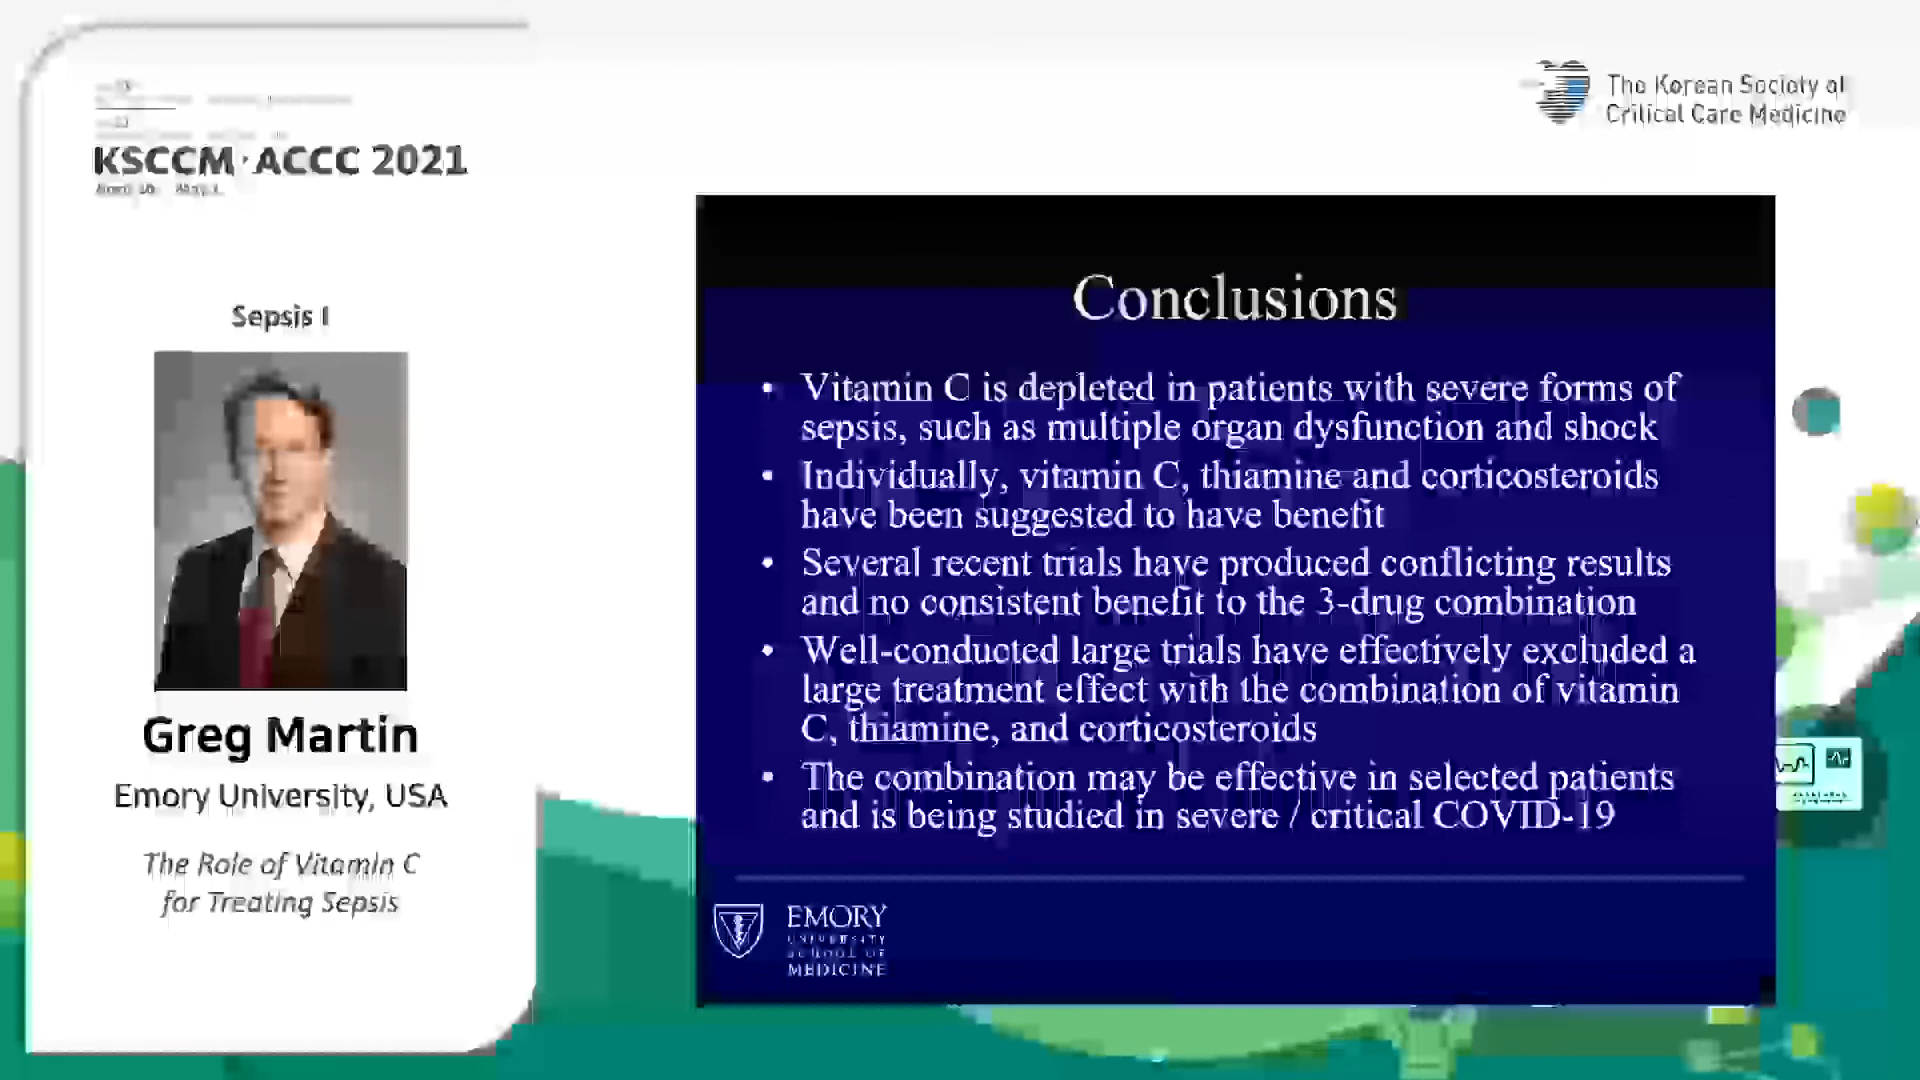 KSCCM·ACCC 2021
The Korean Society of
Critical Care Medicine
Sepsis I
Greg Martin
Emory University, USA
The Role of Vitamin C
for Treating Sepsis
Conclusions
• Vitamin C is depleted in patients with severe forms of
sepsis, such as multiple organ dysfunction and shock
• Individually, vitamin C, thiamine and corticosteroids
have been suggested to have benefit
• Several recent trials have produced conflicting results
and no consistent benefit to the 3-drug combination
• Well-conducted large trials have effectively excluded a
large treatment effect with the combination of vitamin
C, thiamine, and corticosteroids
• The combination may be effective in selected patients
and is being studied in severe / critical COVID-19
EMORY
UNIVERSITY
SCHOOL OF
MEDICINE